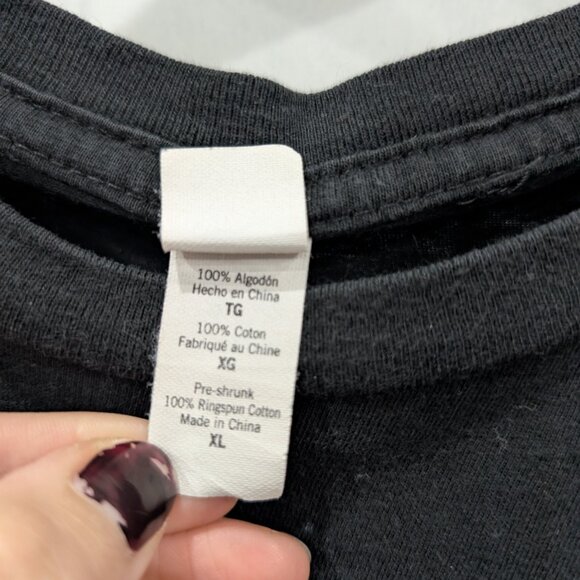 100% Algodón
Hecho en China
TG
100% Coton
Fabriqué au Chine
XG
Pre-shrunk
100% Ringspun Cotton
Made in China
XL